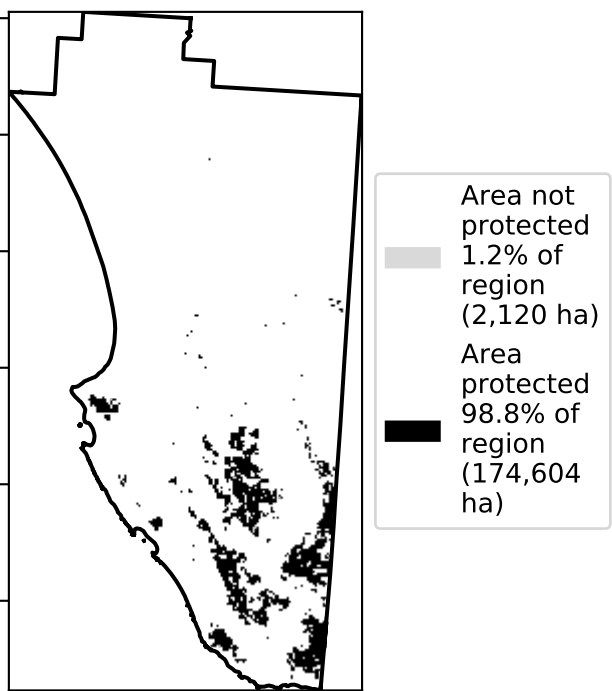 Area not
protected
1.2% of
region
(2,120 ha)
Area
protected
98.8% of
region
(174,604
ha)